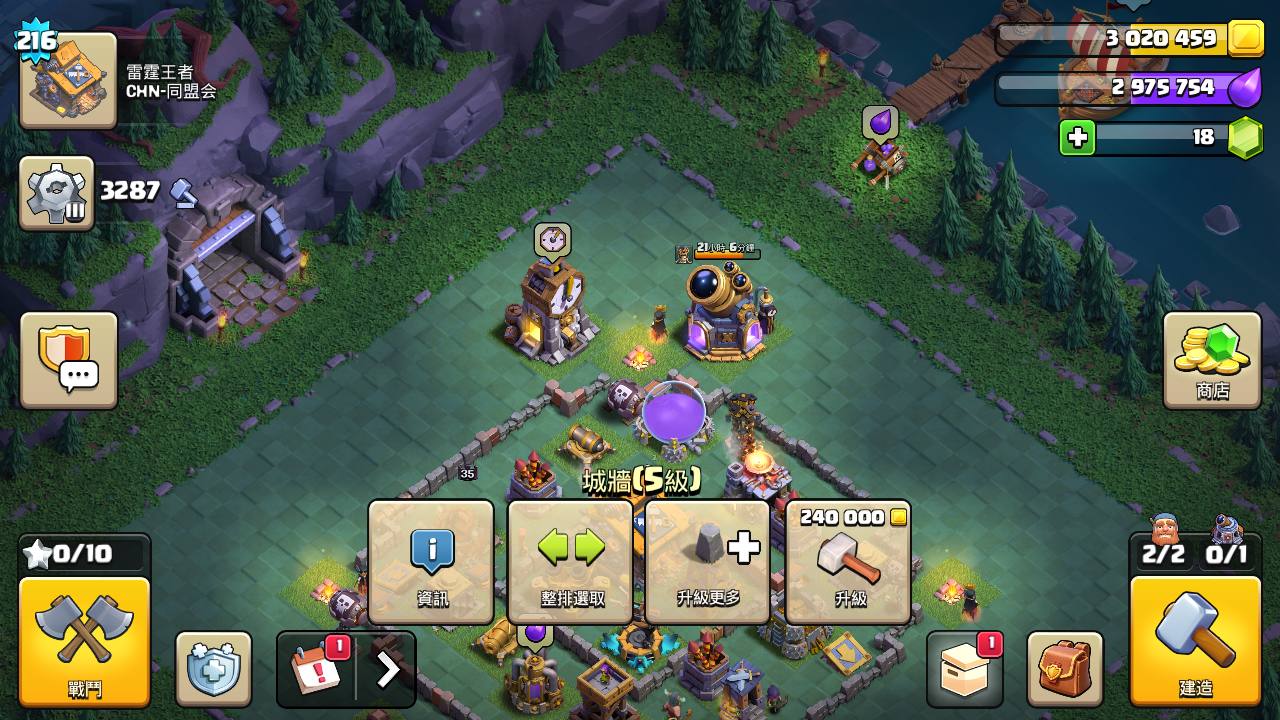 216
雷霆王者
CHN-同盟会
3 020 459
2 975 754
18
3287
21小時 6分鐘
商店
35
城牆(5級)
240 000
資訊
整排選取
升級更多
升級
0/10
2/2
0/1
戰鬥
1
1
建造